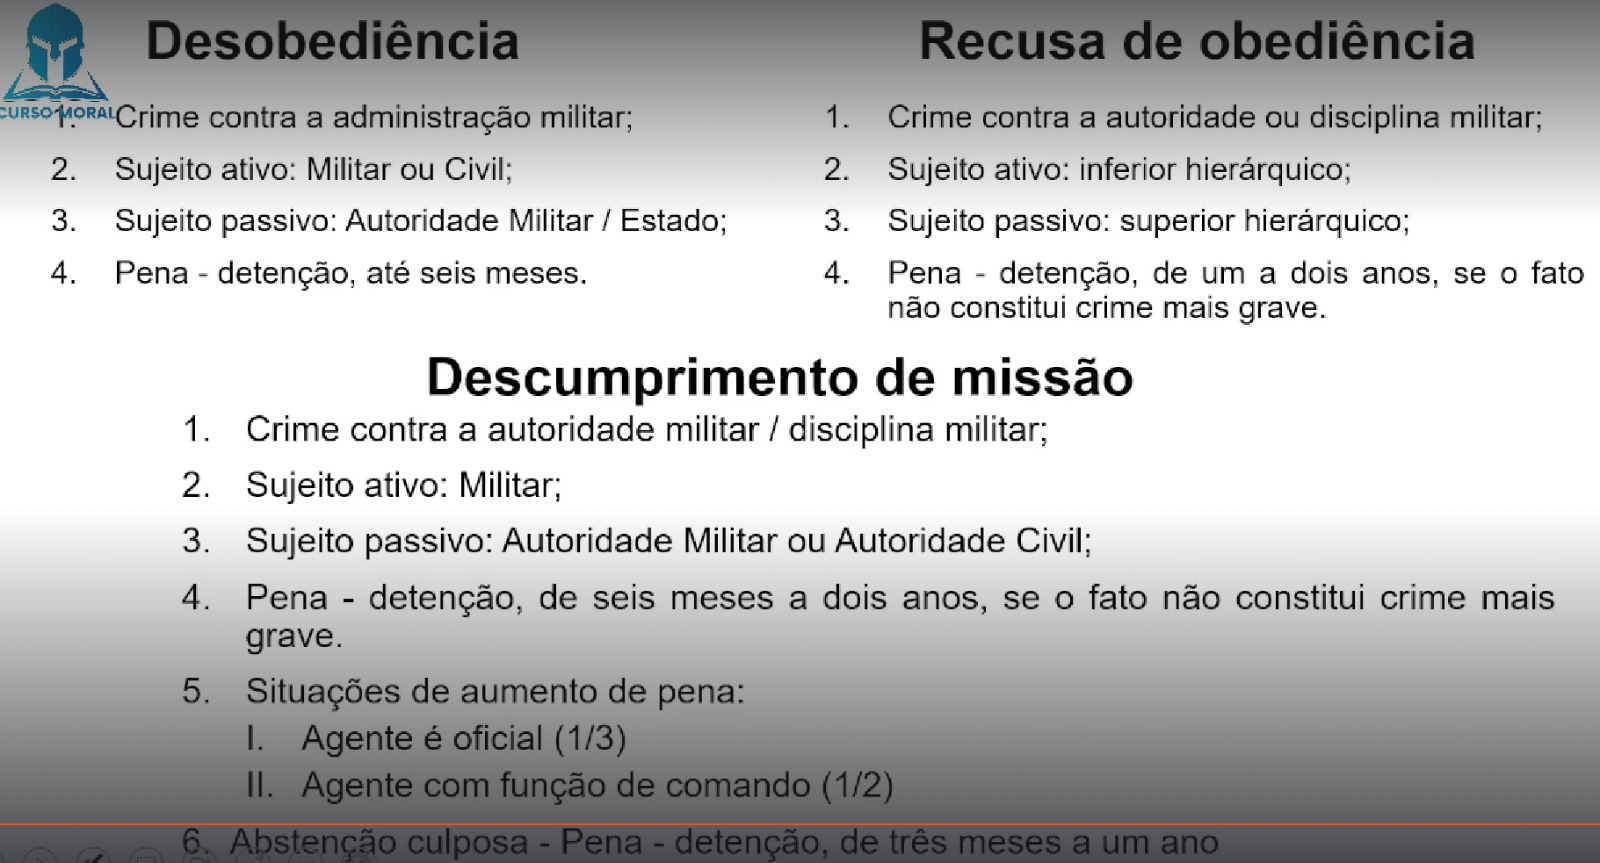 Desobediência
CURSO MORAL
1. Crime contra a administração militar;
2. Sujeito ativo: Militar ou Civil;
3. Sujeito passivo: Autoridade Militar / Estado;
4. Pena - detenção, até seis meses.
Recusa de obediência
1. Crime contra a autoridade ou disciplina militar;
2. Sujeito ativo: inferior hierárquico;
3. Sujeito passivo: superior hierárquico;
4. Pena - detenção, de um a dois anos, se o fato
não constitui crime mais grave.
Descumprimento de missão
1. Crime contra a autoridade militar / disciplina militar;
2. Sujeito ativo: Militar;
3. Sujeito passivo: Autoridade Militar ou Autoridade Civil;
4. Pena - detenção, de seis meses a dois anos, se o fato não constitui crime mais
grave.
5. Situações de aumento de pena:
I. Agente é oficial (1/3)
II. Agente com função de comando (1/2)
6. Abstenção culposa - Pena - detenção, de três meses a um ano